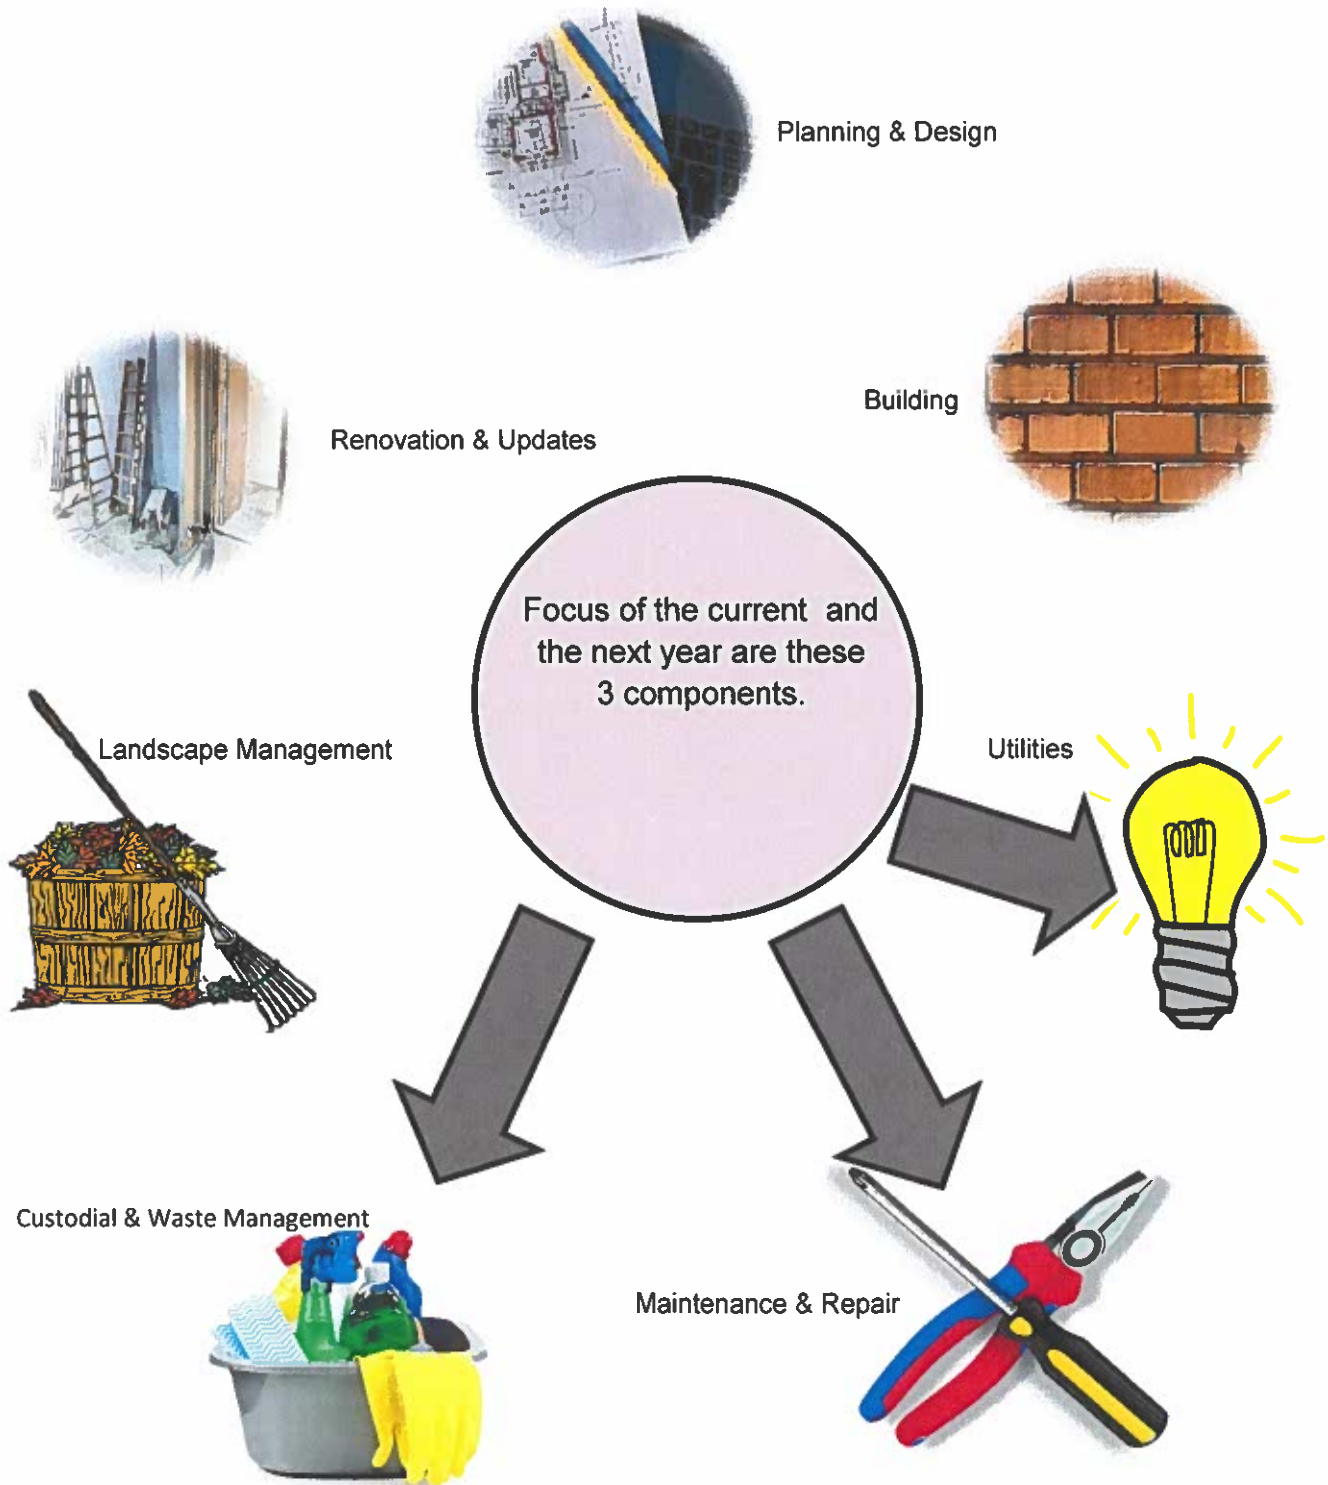 Planning & Design
Building
Renovation & Updates
Focus of the current and
the next year are these
3 components.
Landscape Management
Utilities
Custodial & Waste Management
Maintenance & Repair